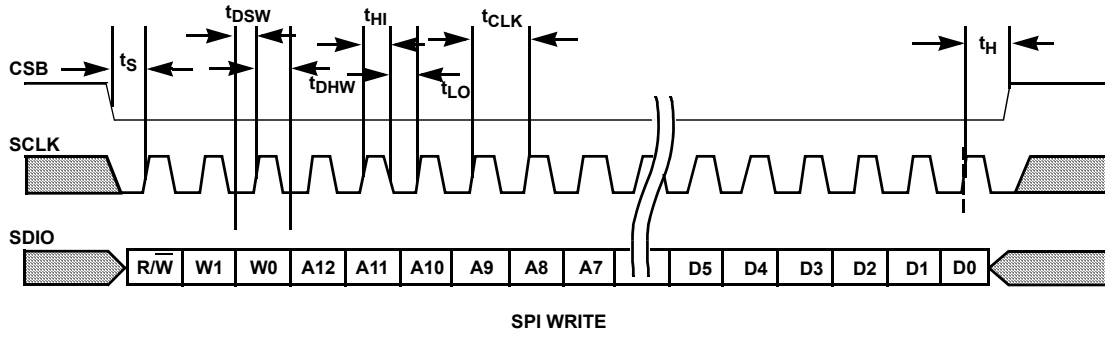 tDSW tHI tCLK tH
CSB tS tDHW tLO
SCLK
SDIO
R/W̅ W1 W0 A12 A11 A10 A9 A8 A7 D5 D4 D3 D2 D1 D0
SPI WRITE